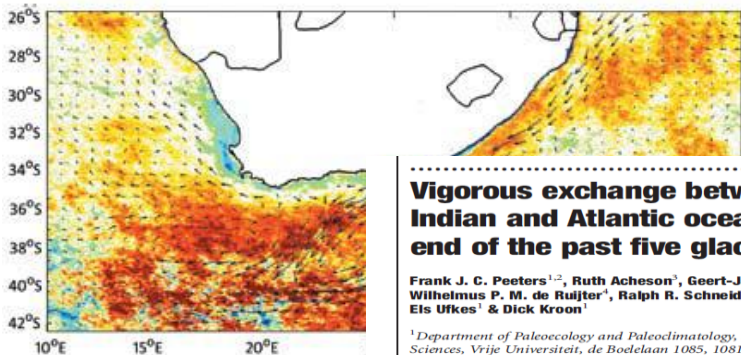 26°S
28°S
30°S
32°S
34°S
36°S
38°S
40°S
42°S
10°E 15°E 20°E
Vigorous exchange betw
Indian and Atlantic ocea
end of the past five glac
Frank J. C. Peeters1,2, Ruth Acheson3, Geert-J
Wilhelmus P. M. de Ruijter4, Ralph R. Schneid
Els Ufkes1 & Dick Kroon1
1Department of Paleoecology and Paleoclimatology,
Sciences, Vrije Universiteit, de Boelelaan 1085, 1081